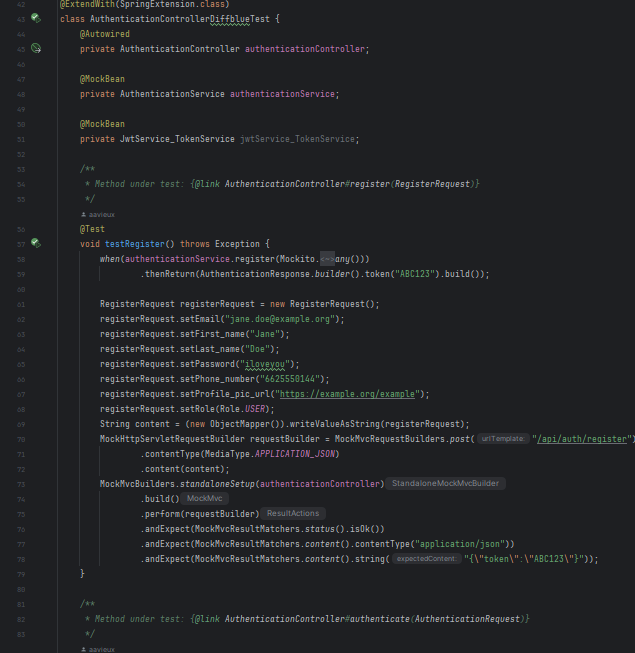 42 @ExtendWith(SpringExtension.class)
43 class AuthenticationControllerDiffblueTest {
44 @Autowired
45 private AuthenticationController authenticationController;
46
47 @MockBean
48 private AuthenticationService authenticationService;
49
50 @MockBean
51 private JwtService_TokenService jwtService_TokenService;
52
53 /**
54 * Method under test: {@link AuthenticationController#register(RegisterRequest)}
55 */
aavieux
56 @Test
57 void testRegister() throws Exception {
58 when(authenticationService.register(Mockito.<~>any()))
59 .thenReturn(AuthenticationResponse.builder().token("ABC123").build());
60
61 RegisterRequest registerRequest = new RegisterRequest();
62 registerRequest.setEmail("jane.doe@example.org");
63 registerRequest.setFirst_name("Jane");
64 registerRequest.setLast_name("Doe");
65 registerRequest.setPassword("iloveyou");
66 registerRequest.setPhone_number("6625550144");
67 registerRequest.setProfile_pic_url("https://example.org/example");
68 registerRequest.setRole(Role.USER);
69 String content = (new ObjectMapper()).writeValueAsString(registerRequest);
70 MockHttpServletRequestBuilder requestBuilder = MockMvcRequestBuilders.post( urlTemplate: "/api/auth/register")
71 .contentType(MediaType.APPLICATION_JSON)
72 .content(content);
73 MockMvcBuilders.standaloneSetup(authenticationController) StandaloneMockMvcBuilder
74 .build() MockMvc
75 .perform(requestBuilder) ResultActions
76 .andExpect(MockMvcResultMatchers.status().isOk())
77 .andExpect(MockMvcResultMatchers.content().contentType("application/json"))
78 .andExpect(MockMvcResultMatchers.content().string( expectedContent: "{\"token\":\"ABC123\"}"));
79 }
80
81 /**
82 * Method under test: {@link AuthenticationController#authenticate(AuthenticationRequest)}
83 */
aavieux